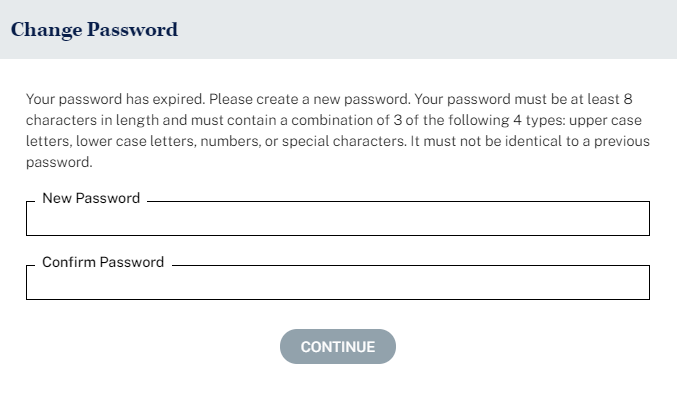 Change Password
Your password has expired. Please create a new password. Your password must be at least 8
characters in length and must contain a combination of 3 of the following 4 types: upper case
letters, lower case letters, numbers, or special characters. It must not be identical to a previous
password.
New Password
Confirm Password
CONTINUE